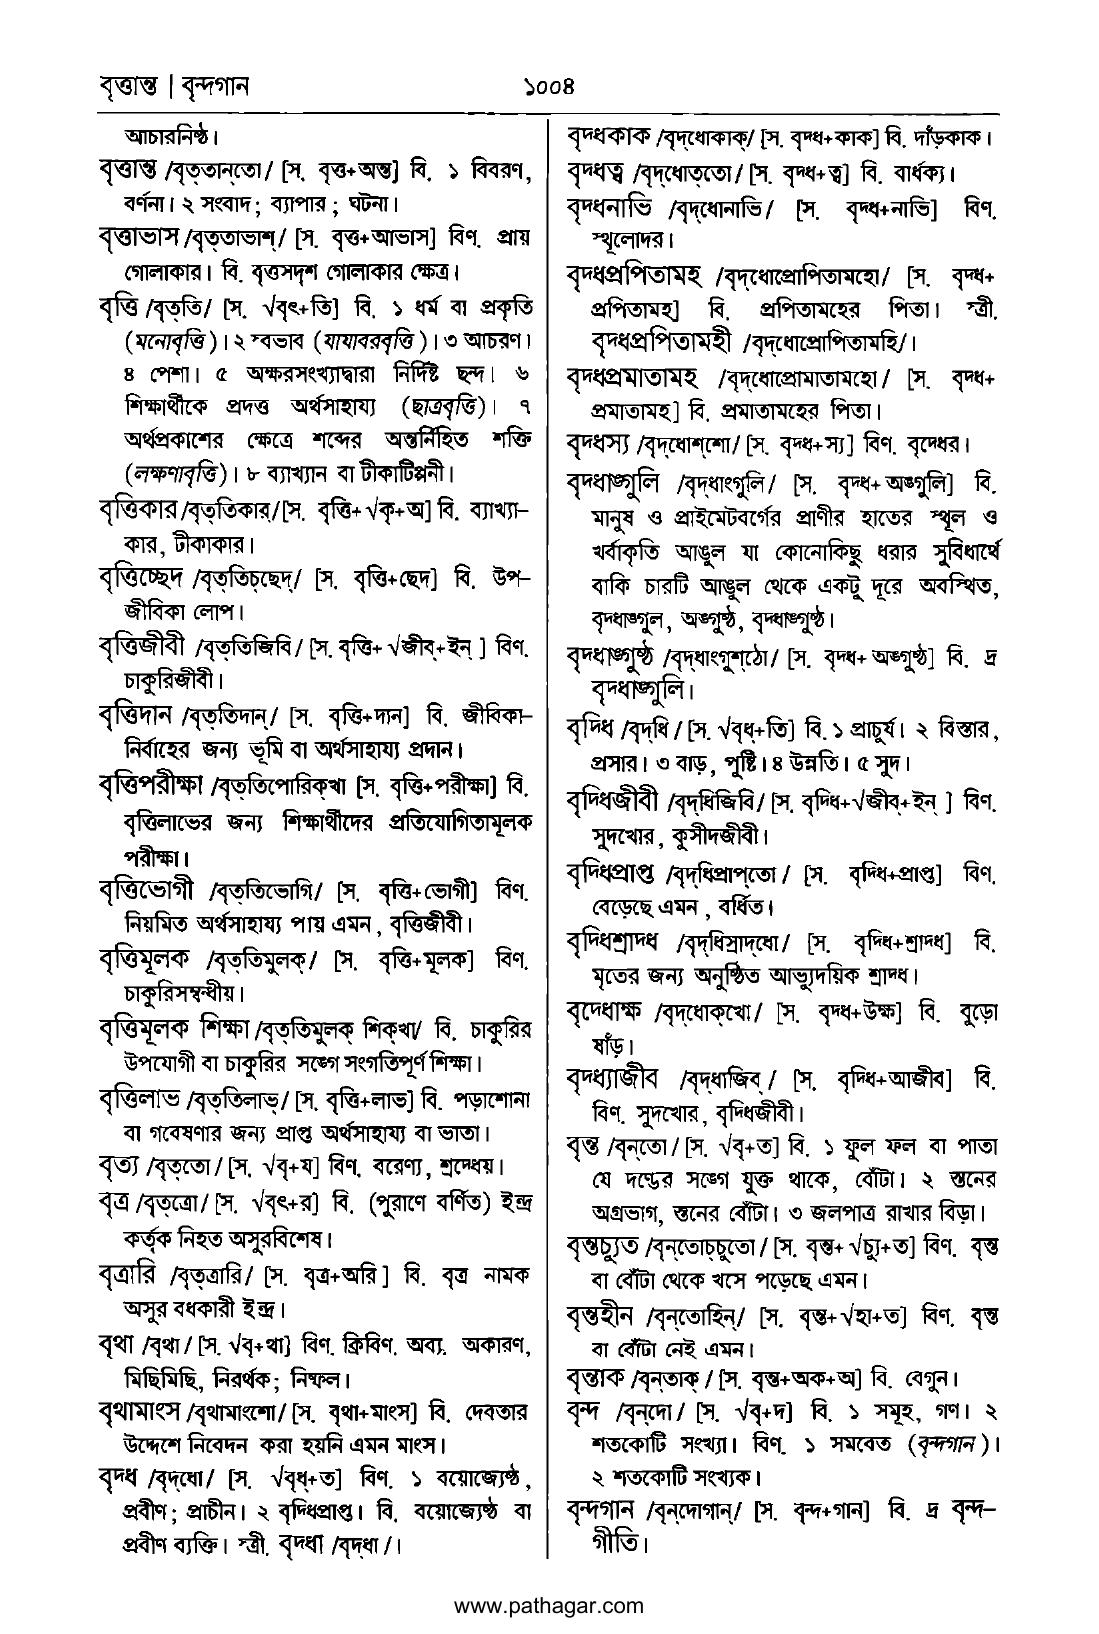 বৃত্তান্ত | বৃন্দগান
১০০৪
আচারনিষ্ঠ।
বৃত্তান্ত /বৃত্‌তান্‌তো/ [স. বৃত্ত+অন্ত] বি. ১ বিবরণ,
বর্ণনা। ২ সংবাদ; ব্যাপার; ঘটনা।
বৃত্তাভাস /বৃত্‌তাভাশ্‌/ [স. বৃত্ত+আভাস] বিণ. প্রায়
গোলাকার। বি. বৃত্তসদৃশ গোলাকার ক্ষেত্র।
বৃত্তি /বৃত্‌তি/ [স. √বৃৎ+তি] বি. ১ ধর্ম বা প্রকৃতি
(মনোবৃত্তি)। ২ স্বভাব (যাযাবরবৃত্তি)। ৩ আচরণ।
৪ পেশা। ৫ অক্ষরসংখ্যাদ্বারা নির্দিষ্ট ছন্দ। ৬
শিক্ষার্থীকে প্রদত্ত অর্থসাহায্য (ছাত্রবৃত্তি)। ৭
অর্থপ্রকাশের ক্ষেত্রে শব্দের অন্তর্নিহিত শক্তি
(লক্ষণাবৃত্তি)। ৮ ব্যাখ্যান বা টীকাটিপ্পনী।
বৃত্তিকার /বৃত্‌তিকার্‌/ [স. বৃত্তি+√কৃ+অ] বি. ব্যাখ্যা-
কার, টীকাকার।
বৃত্তিচ্ছেদ /বৃত্‌তিচ্‌ছেদ্‌/ [স. বৃত্তি+ছেদ] বি. উপ-
জীবিকা লোপ।
বৃত্তিজীবী /বৃত্‌তিজিবি/ [স. বৃত্তি+√জীব্‌+ইন্‌ ] বিণ.
চাকুরিজীবী।
বৃত্তিদান /বৃত্‌তিদান্‌/ [স. বৃত্তি+দান] বি. জীবিকা-
নির্বাহের জন্য ভূমি বা অর্থসাহায্য প্রদান।
বৃত্তিপরীক্ষা /বৃত্‌তিপোরিক্‌খা [স. বৃত্তি+পরীক্ষা] বি.
বৃত্তিলাভের জন্য শিক্ষার্থীদের প্রতিযোগিতামূলক
পরীক্ষা।
বৃত্তিভোগী /বৃত্‌তিভোগি/ [স. বৃত্তি+ভোগী] বিণ.
নিয়মিত অর্থসাহায্য পায় এমন, বৃত্তিজীবী।
বৃত্তিমূলক /বৃত্‌তিমুলক্‌/ [স. বৃত্তি+মূলক] বিণ.
চাকুরিসম্বন্ধীয়।
বৃত্তিমূলক শিক্ষা /বৃত্‌তিমুলক্‌ শিক্‌খা/ বি. চাকুরির
উপযোগী বা চাকুরির সঙ্গে সংগতিপূর্ণ শিক্ষা।
বৃত্তিলাভ /বৃত্‌তিলাভ্‌/ [স. বৃত্তি+লাভ] বি. পড়াশোনা
বা গবেষণার জন্য প্রাপ্ত অর্থসাহায্য বা ভাতা।
বৃত্য /বৃত্‌তো/ [স. √বৃ+য] বিণ. বরেণ্য, শ্রদ্ধেয়।
বৃত্র /বৃত্‌ত্রো/ [স. √বৃৎ+র] বি. (পুরাণে বর্ণিত) ইন্দ্র
কর্তৃক নিহত অসুরবিশেষ।
বৃত্রারি /বৃত্‌ত্রারি/ [স. বৃত্র+অরি ] বি. বৃত্র নামক
অসুর বধকারী ইন্দ্র।
বৃথা /বৃথা/ [স. √বৃ+থা] বিণ. ক্রিবিণ. অব্য. অকারণ,
মিছিমিছি, নিরর্থক; নিষ্ফল।
বৃথামাংস /বৃথামাংশো/ [স. বৃথা+মাংস] বি. দেবতার
উদ্দেশে নিবেদন করা হয়নি এমন মাংস।
বৃদ্ধ /বৃদ্‌ধো/ [স. √বৃধ্‌+ত] বিণ. ১ বয়োজ্যেষ্ঠ,
প্রবীণ; প্রাচীন। ২ বৃদ্ধিপ্রাপ্ত। বি. বয়োজ্যেষ্ঠ বা
প্রবীণ ব্যক্তি। স্ত্রী. বৃদ্ধা /বৃদ্‌ধা /।
বৃদ্ধকাক /বৃদ্‌ধোকাক্‌/ [স. বৃদ্ধ+কাক] বি. দাঁড়কাক।
বৃদ্ধত্ব /বৃদ্‌ধোত্‌তো/ [স. বৃদ্ধ+ত্ব] বি. বার্ধক্য।
বৃদ্ধনাভি /বৃদ্‌ধোনাভি/ [স. বৃদ্ধ+নাভি] বিণ.
স্থূলোদর।
বৃদ্ধপ্রপিতামহ /বৃদ্‌ধোপ্রোপিতামহো/ [স. বৃদ্ধ+
প্রপিতামহ] বি. প্রপিতামহের পিতা। স্ত্রী.
বৃদ্ধপ্রপিতামহী /বৃদ্‌ধোপ্রোপিতামহি/।
বৃদ্ধপ্রমাতামহ /বৃদ্‌ধোপ্রোমাতামহো/ [স. বৃদ্ধ+
প্রমাতামহ] বি. প্রমাতামহের পিতা।
বৃদ্ধস্য /বৃদ্‌ধোশ্‌শো/ [স. বৃদ্ধ+স্য] বিণ. বৃদ্ধের।
বৃদ্ধাঙ্গুলি /বৃদ্‌ধাংগুলি/ [স. বৃদ্ধ+অঙ্গুলি] বি.
মানুষ ও প্রাইমেটবর্গের প্রাণীর হাতের স্থূল ও
খর্বাকৃতি আঙুল যা কোনোকিছু ধরার সুবিধার্থে
বাকি চারটি আঙুল থেকে একটু দূরে অবস্থিত,
বৃদ্ধাঙ্গুল, অঙ্গুষ্ঠ, বৃদ্ধাঙ্গুষ্ঠ।
বৃদ্ধাঙ্গুষ্ঠ /বৃদ্‌ধাংগুশ্‌ঠো/ [স. বৃদ্ধ+অঙ্গুষ্ঠ] বি. দ্র
বৃদ্ধাঙ্গুলি।
বৃদ্ধি /বৃদ্‌ধি/ [স. √বৃধ্‌+তি] বি. ১ প্রাচুর্য। ২ বিস্তার,
প্রসার। ৩ বাড়, পুষ্টি। ৪ উন্নতি। ৫ সুদ।
বৃদ্ধিজীবী /বৃদ্‌ধিজিবি/ [স. বৃদ্ধি+√জীব্‌+ইন্‌ ] বিণ.
সুদখোর, কুসীদজীবী।
বৃদ্ধিপ্রাপ্ত /বৃদ্‌ধিপ্রাপ্‌তো/ [স. বৃদ্ধি+প্রাপ্ত] বিণ.
বেড়েছে এমন, বর্ধিত।
বৃদ্ধিশ্রাদ্ধ /বৃদ্‌ধিস্রাদ্‌ধো/ [স. বৃদ্ধি+শ্রাদ্ধ] বি.
মৃতের জন্য অনুষ্ঠিত আভ্যুদয়িক শ্রাদ্ধ।
বৃদ্ধোক্ষ /বৃদ্‌ধোক্‌খো/ [স. বৃদ্ধ+উক্ষ] বি. বুড়ো
ষাঁড়।
বৃদ্ধ্যাজীব /বৃদ্‌ধাজিব্‌/ [স. বৃদ্ধি+আজীব] বি.
বিণ. সুদখোর, বৃদ্ধিজীবী।
বৃন্ত /বৃন্‌তো/ [স. √বৃ+ত] বি. ১ ফুল ফল বা পাতা
যে দণ্ডের সঙ্গে যুক্ত থাকে, বোঁটা। ২ স্তনের
অগ্রভাগ, স্তনের বোঁটা। ৩ জলপাত্র রাখার বিড়া।
বৃন্তচ্যুত /বৃন্‌তোচ্‌চুতো/ [স. বৃন্ত+√চ্যু+ত] বিণ. বৃন্ত
বা বোঁটা থেকে খসে পড়েছে এমন।
বৃন্তহীন /বৃন্‌তোহিন্‌/ [স. বৃন্ত+√হা+ত] বিণ. বৃন্ত
বা বোঁটা নেই এমন।
বৃন্তাক /বৃন্‌তাক্‌/ [স. বৃন্ত+অক+অ] বি. বেগুন।
বৃন্দ /বৃন্‌দো/ [স. √বৃ+দ] বি. ১ সমূহ, গণ। ২
শতকোটি সংখ্যা। বিণ. ১ সমবেত (বৃন্দগান)।
২ শতকোটি সংখ্যক।
বৃন্দগান /বৃন্‌দোগান্‌/ [স. বৃন্দ+গান] বি. দ্র বৃন্দ-
গীতি।
www.pathagar.com